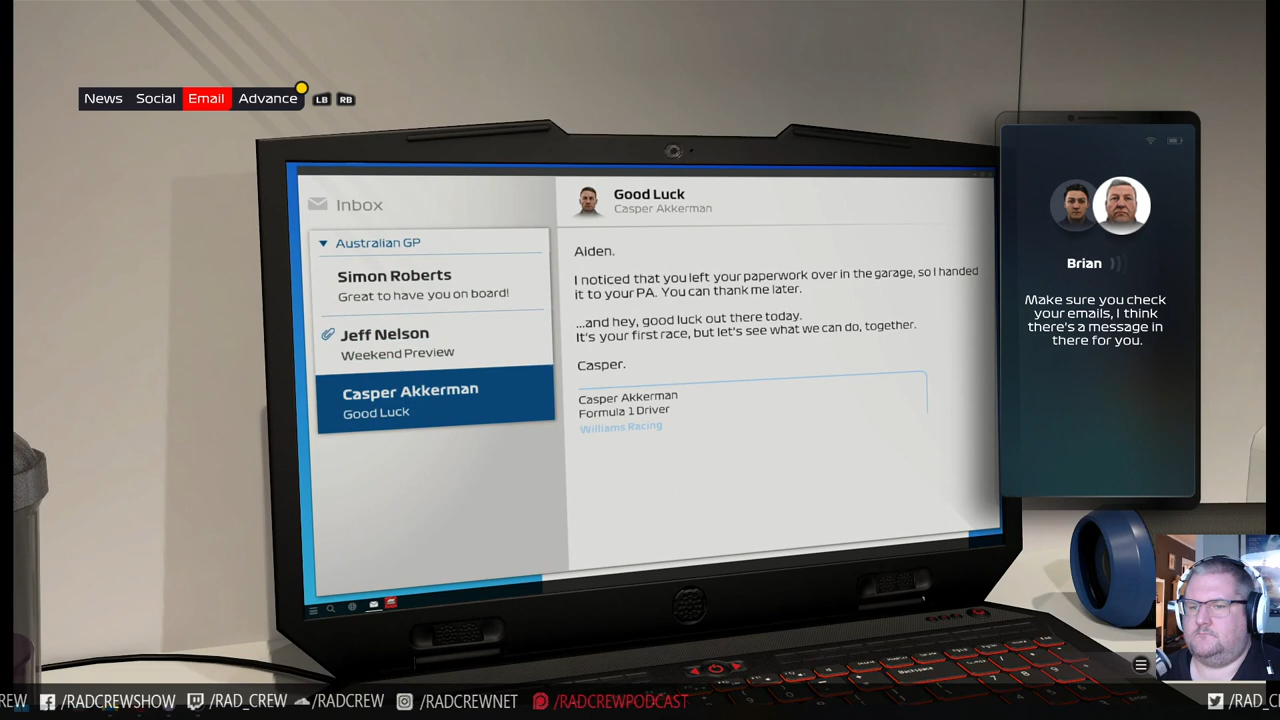 News Social Email Advance LB RB
Inbox
Australian GP
Simon Roberts
Great to have you on board!
Jeff Nelson
Weekend Preview
Casper Akkerman
Good Luck
Good Luck
Casper Akkerman
Aiden.
I noticed that you left your paperwork over in the garage, so I handed
it to your PA. You can thank me later.
...and hey, good luck out there today.
It's your first race, but let's see what we can do, together.
Casper.
Casper Akkerman
Formula 1 Driver
Williams Racing
Brian
Make sure you check
your emails, I think
there's a message in
there for you.
Backspace
REW /RADCREWSHOW /RAD_CREW /RADCREW /RADCREWNET /RADCREWPODCAST /RAD_C